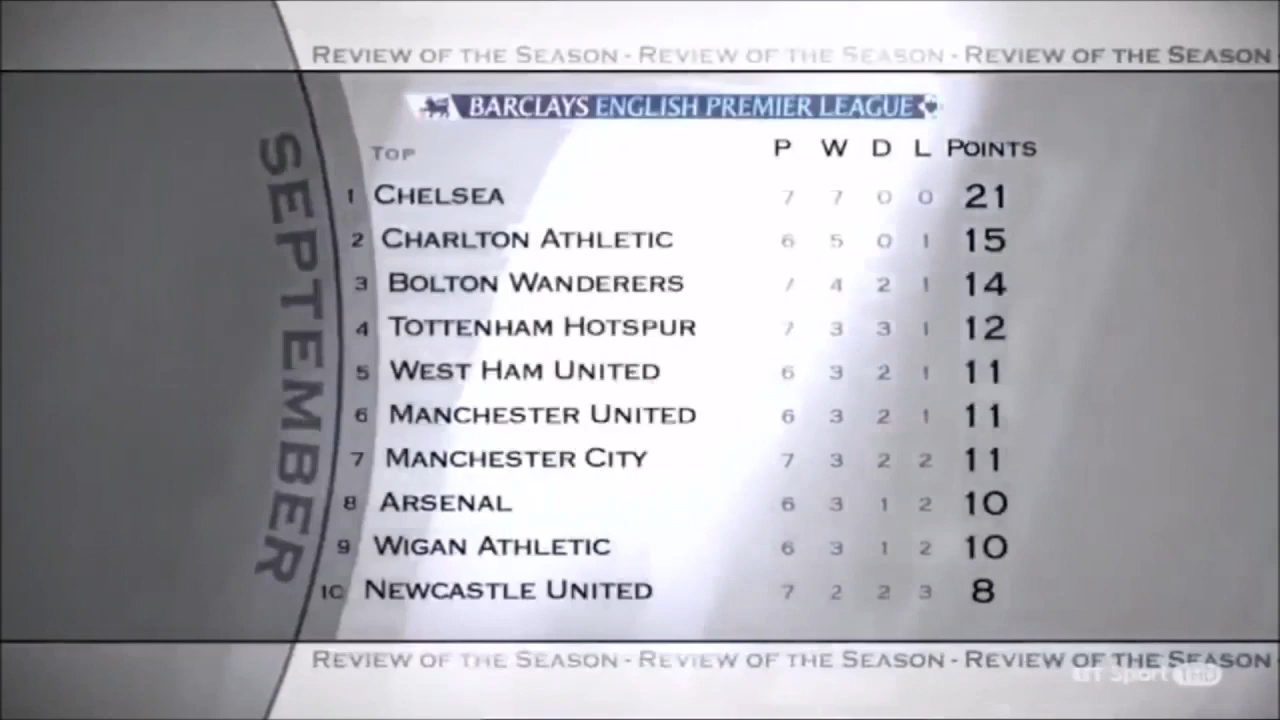 REVIEW OF THE SEASON - REVIEW OF THE SEASON - REVIEW OF THE SEASON
BARCLAYS ENGLISH PREMIER LEAGUE
SEPTEMBER
TOP P W D L POINTS
1 CHELSEA 7 7 0 0 21
2 CHARLTON ATHLETIC 6 5 0 1 15
3 BOLTON WANDERERS 7 4 2 1 14
4 TOTTENHAM HOTSPUR 7 3 3 1 12
5 WEST HAM UNITED 6 3 2 1 11
6 MANCHESTER UNITED 6 3 2 1 11
7 MANCHESTER CITY 7 3 2 2 11
8 ARSENAL 6 3 1 2 10
9 WIGAN ATHLETIC 6 3 1 2 10
10 NEWCASTLE UNITED 7 2 2 3 8
REVIEW OF THE SEASON - REVIEW OF THE SEASON - REVIEW OF THE SEASON
BT Sport 1HD